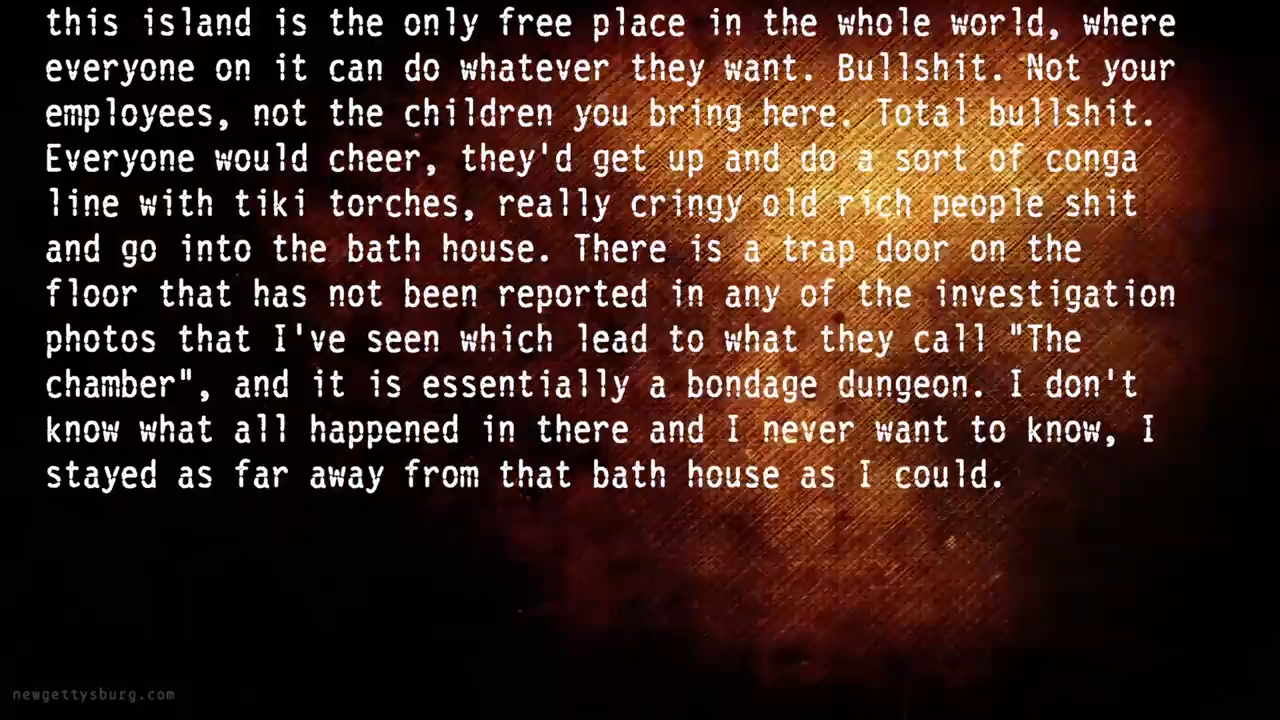 this island is the only free place in the whole world, where
everyone on it can do whatever they want. Bullshit. Not your
employees, not the children you bring here. Total bullshit.
Everyone would cheer, they'd get up and do a sort of conga
line with tiki torches, really cringy old rich people shit
and go into the bath house. There is a trap door on the
floor that has not been reported in any of the investigation
photos that I've seen which lead to what they call "The
chamber", and it is essentially a bondage dungeon. I don't
know what all happened in there and I never want to know, I
stayed as far away from that bath house as I could.
newgettysburg.com